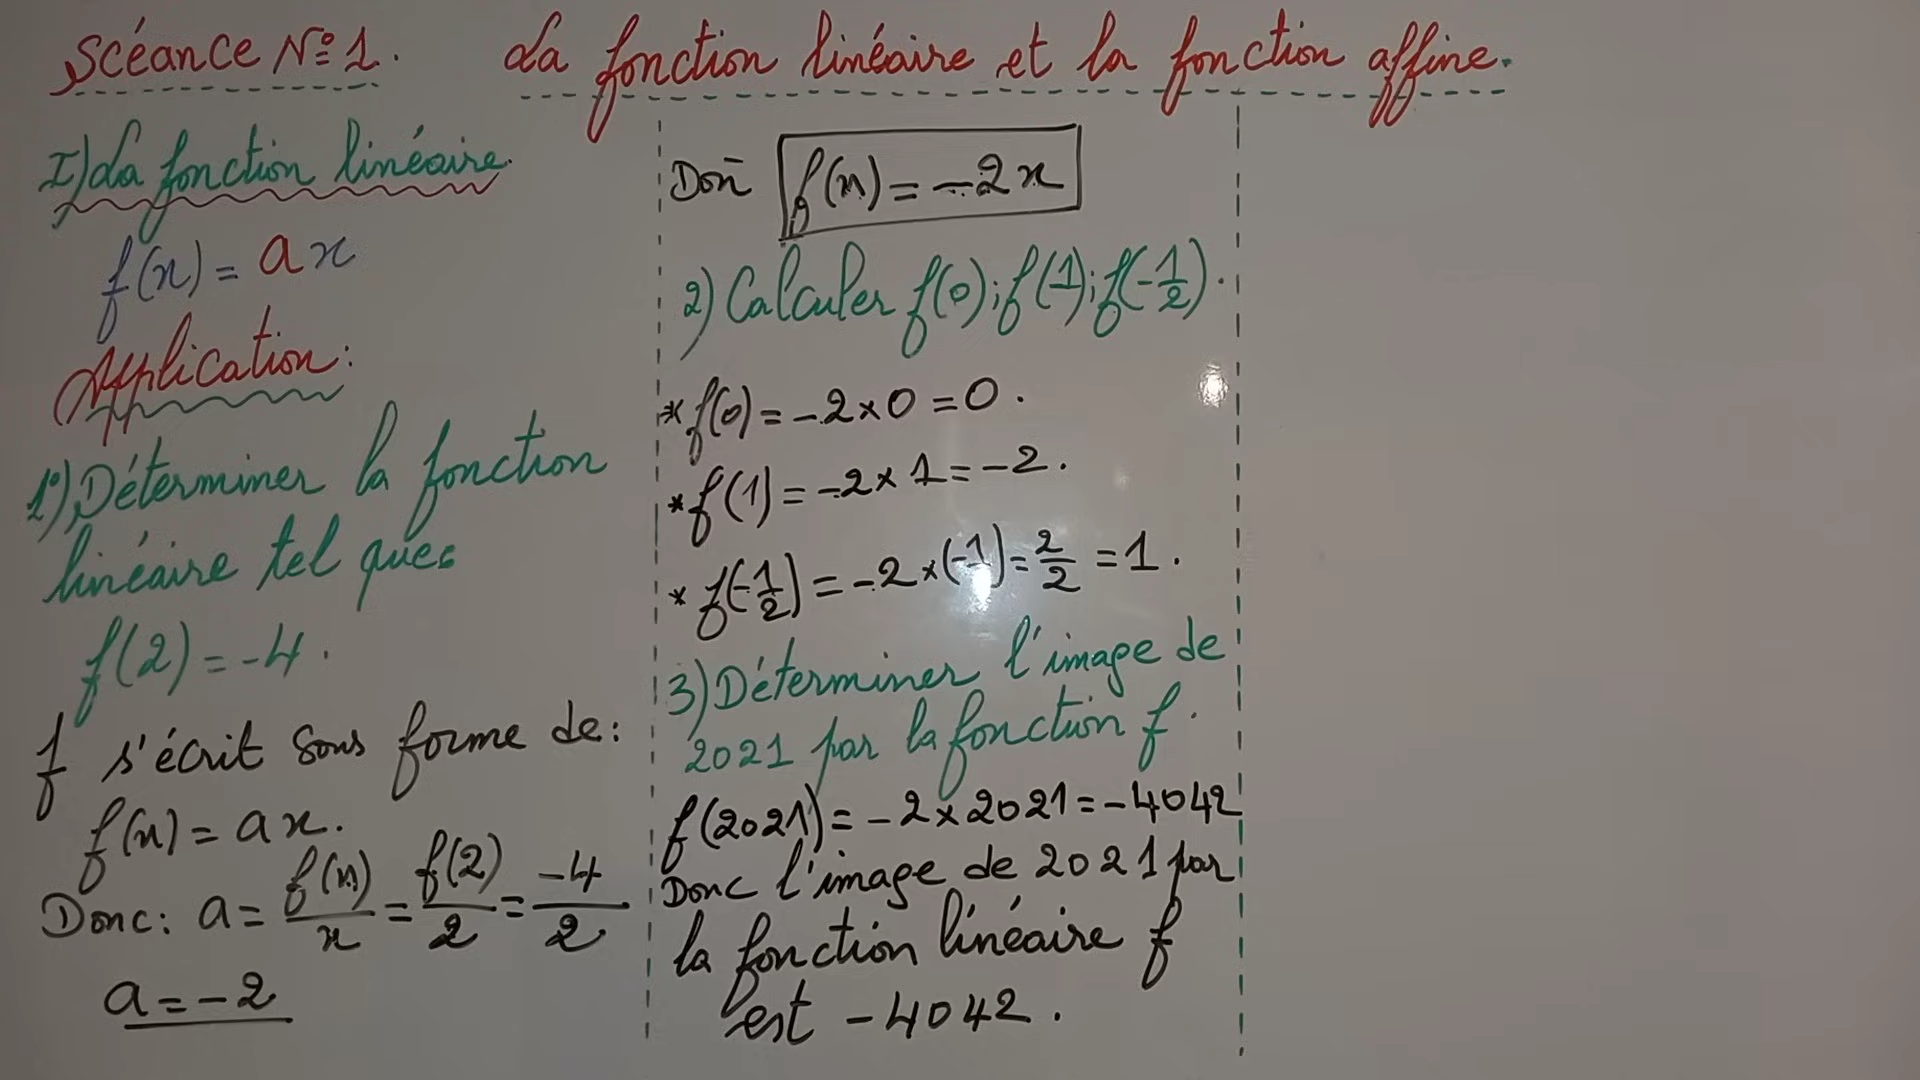 Scéance N°1. La fonction linéaire et la fonction affine.
I) La fonction linéaire.
f(x) = ax
Application:
1°) Déterminer la fonction
linéaire tel que:
f(2) = -4.
f s'écrit sous forme de:
f(x) = ax.
Donc: a = f(x)/x = f(2)/2 = -4/2
a = -2
Don f(x) = -2x
2) Calculer f(0); f(1); f(-1/2).
* f(0) = -2 × 0 = 0.
* f(1) = -2 × 1 = -2.
* f(-1/2) = -2 × (-1) = 2/2 = 1.
3) Déterminer l'image de
2021 par la fonction f.
f(2021) = -2 × 2021 = -4042
Donc l'image de 2021 par
la fonction linéaire f
est -4042.